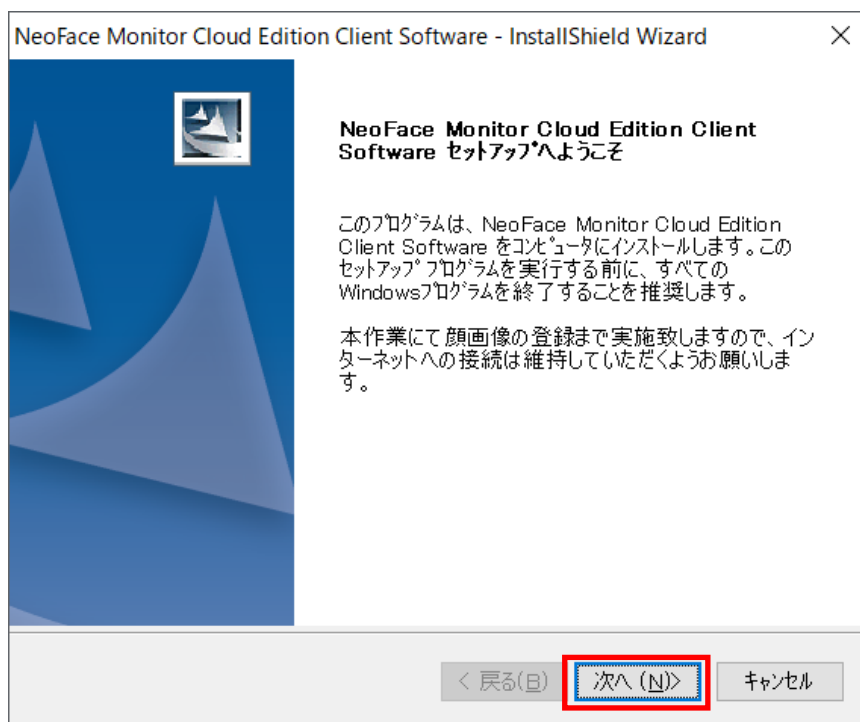 NeoFace Monitor Cloud Edition Client Software - InstallShield Wizard
NeoFace Monitor Cloud Edition Client
Software ｾｯﾄｱｯﾌﾟへようこそ
このﾌﾟﾛｸﾞﾗﾑは、NeoFace Monitor Cloud Edition
Client Software をｺﾝﾋﾟｭｰﾀにｲﾝｽﾄｰﾙします。この
ｾｯﾄｱｯﾌﾟ ﾌﾟﾛｸﾞﾗﾑを実行する前に、すべての
Windowsﾌﾟﾛｸﾞﾗﾑを終了することを推奨します。
本作業にて顔画像の登録まで実施致しますので、イン
ターネットへの接続は維持していただくようお願いしま
す。
< 戻る(B)
次へ (N)>
ｷｬﾝｾﾙ